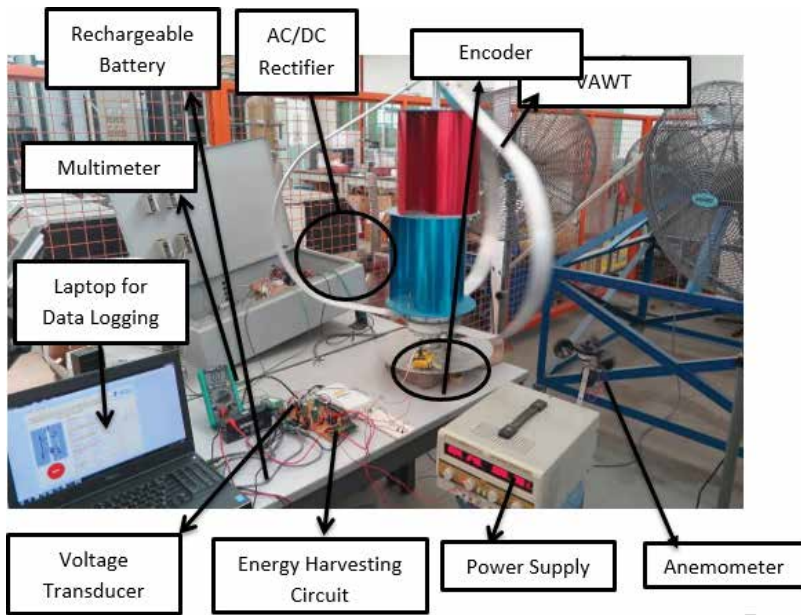 Rechargeable
Battery
AC/DC
Rectifier
Encoder
VAWT
Multimeter
Laptop for
Data Logging
Voltage
Transducer
Energy Harvesting
Circuit
Power Supply
Anemometer